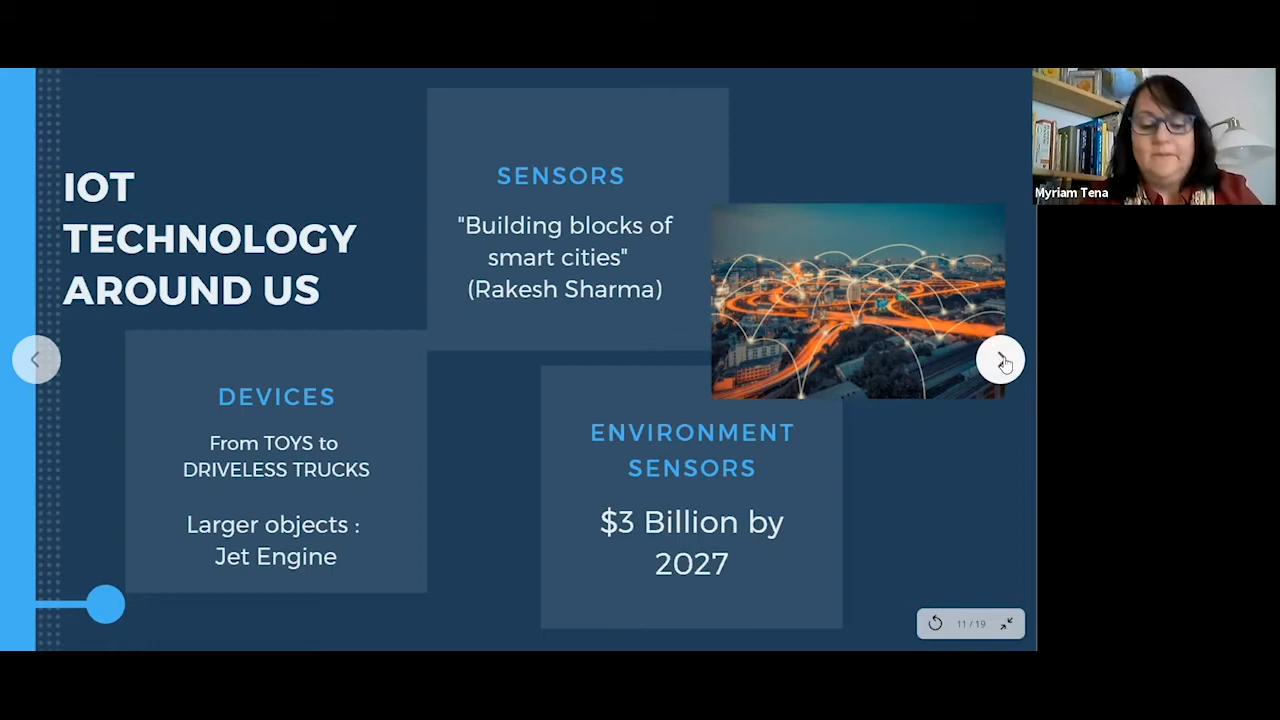 IOT
TECHNOLOGY
AROUND US
SENSORS
"Building blocks of
smart cities"
(Rakesh Sharma)
DEVICES
From TOYS to
DRIVELESS TRUCKS
Larger objects :
Jet Engine
ENVIRONMENT
SENSORS
$3 Billion by
2027
11 / 19
Myriam Tena